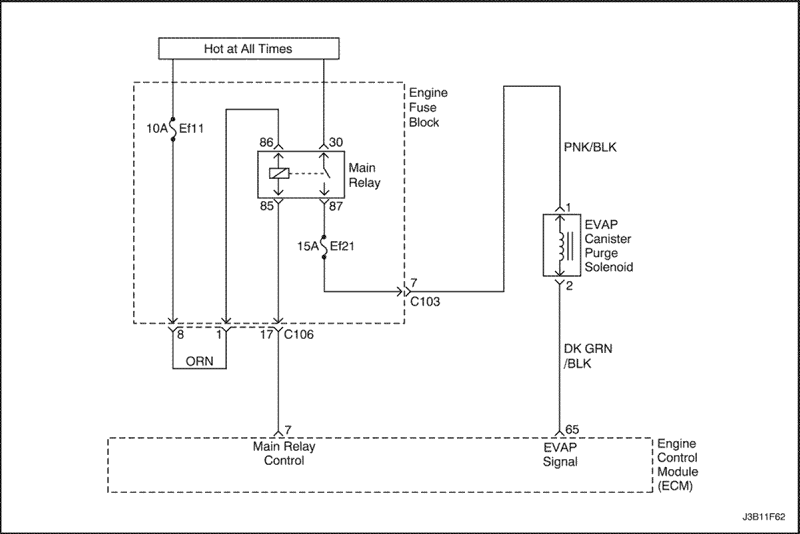 Hot at All Times
Engine
Fuse
Block
10A
Ef11
86
30
PNK/BLK
Main
Relay
85
87
1
EVAP
Canister
Purge
Solenoid
15A
Ef21
7
C103
2
8
1
17
C106
ORN
DK GRN
/BLK
7
65
Main Relay
Control
EVAP
Signal
Engine
Control
Module
(ECM)
J3B11F62